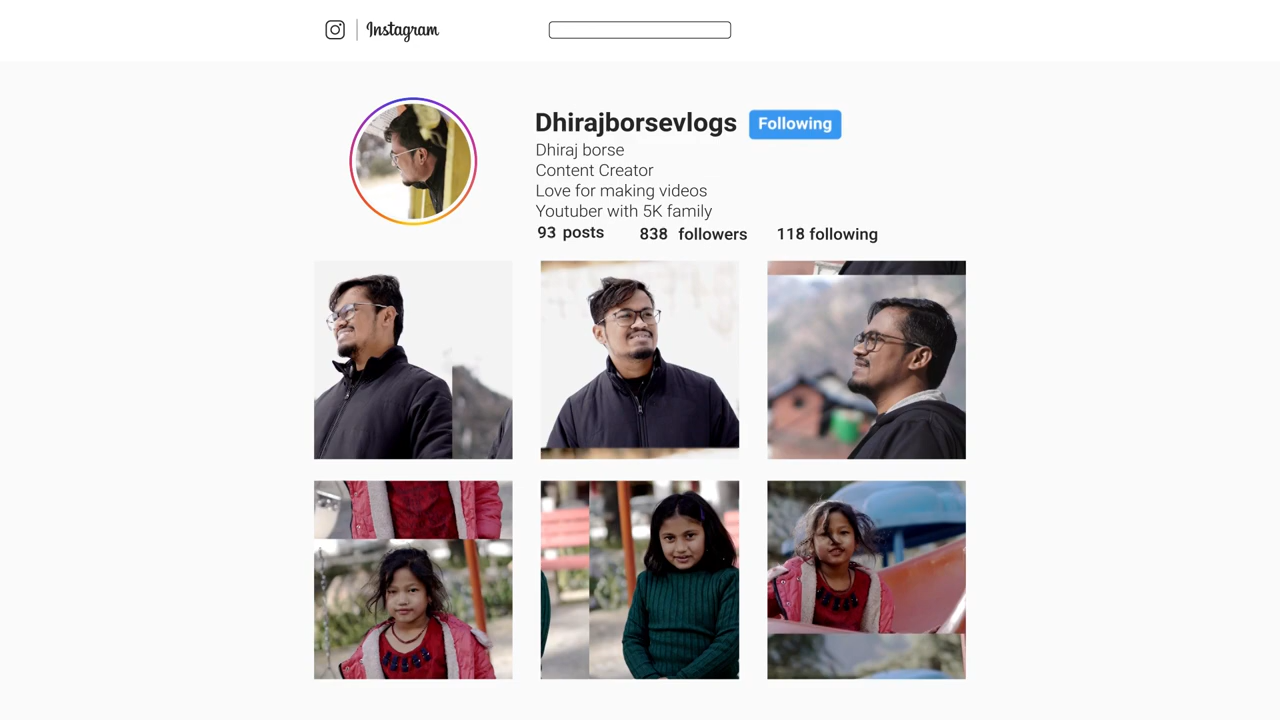 Instagram
Dhirajborsevlogs Following
Dhiraj borse
Content Creator
Love for making videos
Youtuber with 5K family
93 posts 838 followers 118 following